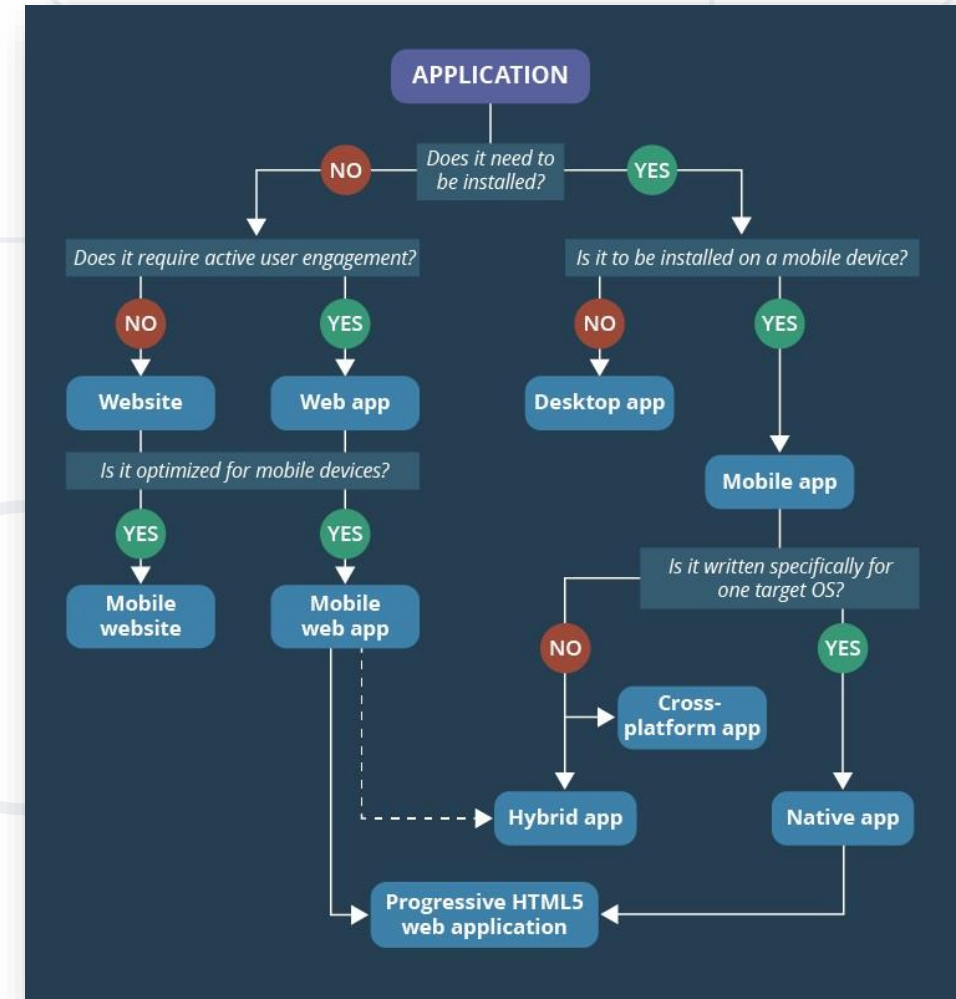 APPLICATION
Does it need to
be installed?
NO
YES
Does it require active user engagement?
Is it to be installed on a mobile device?
NO
YES
NO
YES
Website
Web app
Desktop app
Is it optimized for mobile devices?
Mobile app
YES
YES
Is it written specifically for
one target OS?
Mobile
website
Mobile
web app
NO
YES
Cross-
platform app
Hybrid app
Native app
Progressive HTML5
web application